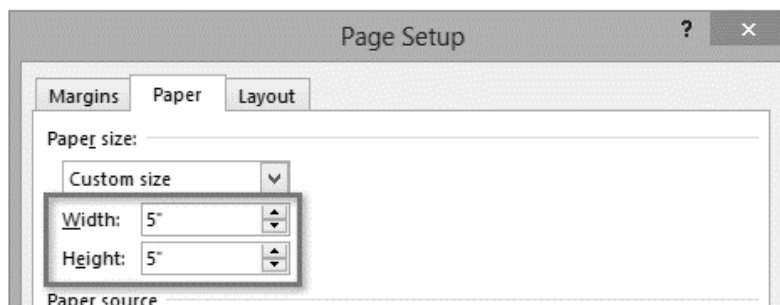 Page Setup ? ×
Margins Paper Layout
Paper size:
Custom size
Width: 5"
Height: 5"
Paper source